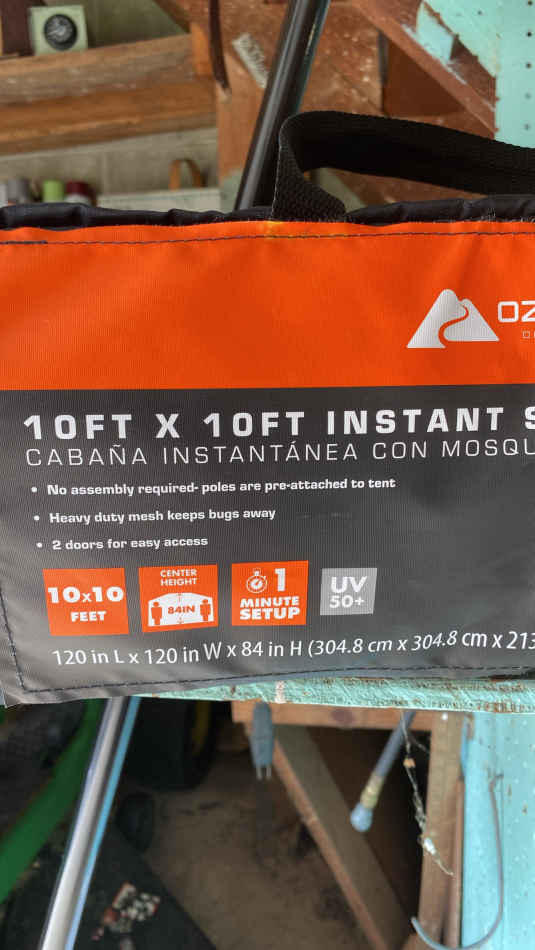 OZ
10FT X 10FT INSTANT S
CABAÑA INSTANTÁNEA CON MOSQU
• No assembly required- poles are pre-attached to tent
• Heavy duty mesh keeps bugs away
• 2 doors for easy access
10x10
FEET
CENTER
HEIGHT
84IN
1
MINUTE
SETUP
UV
50+
120 in L x 120 in W x 84 in H (304.8 cm x 304.8 cm x 213